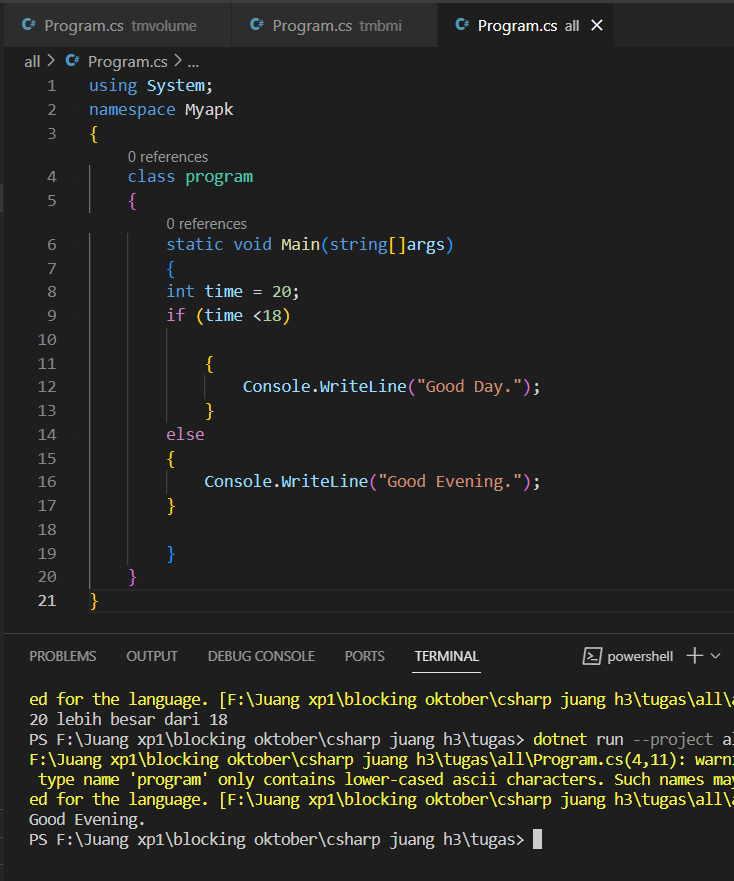 C# Program.cs tmvolume C# Program.cs tmbmi C# Program.cs all ×
all > C# Program.cs > ...
1 using System;
2 namespace Myapk
3 {
0 references
4 class program
5 {
0 references
6 static void Main(string[]args)
7 {
8 int time = 20;
9 if (time <18)
10
11 {
12 Console.WriteLine("Good Day.");
13 }
14 else
15 {
16 Console.WriteLine("Good Evening.");
17 }
18
19 }
20 }
21 }
PROBLEMS OUTPUT DEBUG CONSOLE PORTS TERMINAL powershell
ed for the language. [F:\Juang xp1\blocking oktober\csharp juang h3\tugas\all\
20 lebih besar dari 18
PS F:\Juang xp1\blocking oktober\csharp juang h3\tugas> dotnet run --project
F:\Juang xp1\blocking oktober\csharp juang h3\tugas\all\Program.cs(4,11): warn
type name 'program' only contains lower-cased ascii characters. Such names may
ed for the language. [F:\Juang xp1\blocking oktober\csharp juang h3\tugas\all\
Good Evening.
PS F:\Juang xp1\blocking oktober\csharp juang h3\tugas>